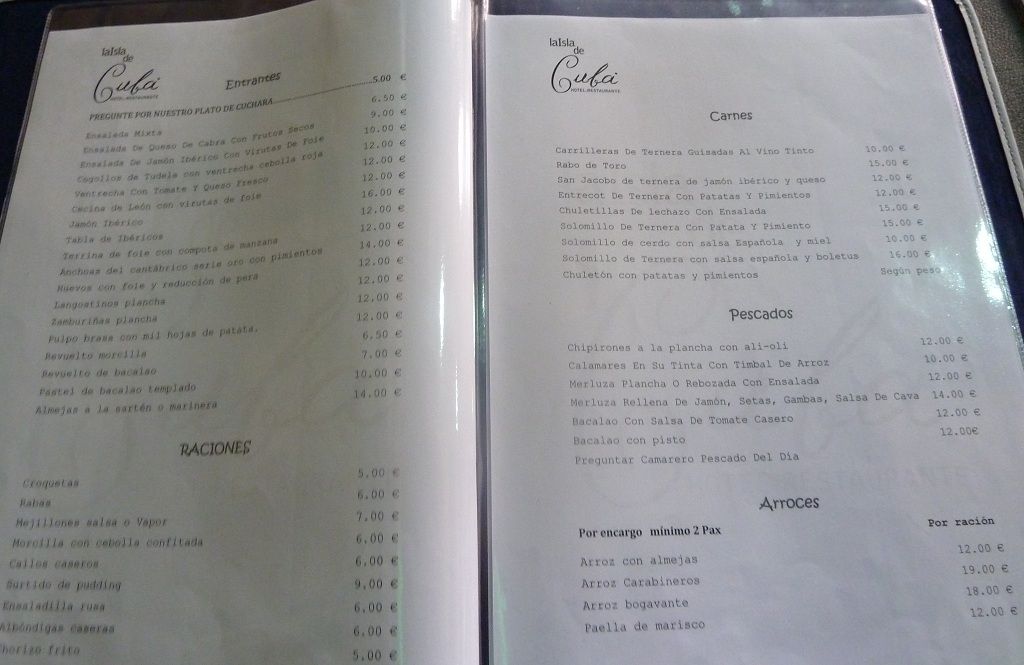 laIsla
de
Cuba
HOTEL·RESTAURANTE
Entrantes
PREGUNTE POR NUESTRO PLATO DE CUCHARA..........5.00 €
Ensalada Mixta 6.50 €
Ensalada De Queso De Cabra Con Frutos Secos 9.00 €
Ensalada De Jamón Ibérico Con Virutas De Foie 10.00 €
Cogollos de Tudela con ventrecha cebolla roja 12.00 €
Ventrecha Con Tomate Y Queso Fresco 12.00 €
Cecina de León con virutas de foie 12.00 €
Jamón Ibérico 16.00 €
Tabla de Ibéricos 12.00 €
Terrina de foie con compota de manzana 12.00 €
Anchoas del cantábrico serie oro con pimientos 14.00 €
Huevos con foie y reducción de pera 12.00 €
Langostinos plancha 12.00 €
Zamburiñas plancha 12.00 €
Pulpo brasa con mil hojas de patata. 12.00 €
Revuelto morcilla 6.50 €
Revuelto de bacalao 7.00 €
Pastel de bacalao templado 10.00 €
Almejas a la sartén o marinera 14.00 €
RACIONES
Croquetas 5.00 €
Rabas 6.00 €
Mejillones salsa o Vapor 7.00 €
Morcilla con cebolla confitada 6.00 €
Callos caseros 6.00 €
Surtido de pudding 9.00 €
Ensaladilla rusa 6.00 €
Albóndigas caseras 6.00 €
Chorizo frito 5.00 €
laIsla
de
Cuba
HOTEL·RESTAURANTE
Carnes
Carrilleras De Ternera Guisadas Al Vino Tinto 10.00 €
Rabo de Toro 15.00 €
San Jacobo de ternera de jamón ibérico y queso 12.00 €
Entrecot De Ternera Con Patatas Y Pimientos 12.00 €
Chuletillas De lechazo Con Ensalada 15.00 €
Solomillo De Ternera Con Patata Y Pimiento 15.00 €
Solomillo de cerdo con salsa Española y miel 10.00 €
Solomillo de Ternera con salsa española y boletus 16.00 €
Chuletón con patatas y pimientos Según peso
Pescados
Chipirones a la plancha con ali-oli 12.00 €
Calamares En Su Tinta Con Timbal De Arroz 10.00 €
Merluza Plancha O Rebozada Con Ensalada 12.00 €
Merluza Rellena De Jamón, Setas, Gambas, Salsa De Cava 14.00 €
Bacalao Con Salsa De Tomate Casero 12.00 €
Bacalao con pisto 12.00€
Preguntar Camarero Pescado Del Día
Arroces
Por encargo mínimo 2 Pax Por ración
Arroz con almejas 12.00 €
Arroz Carabineros 19.00 €
Arroz bogavante 18.00 €
Paella de marisco 12.00 €